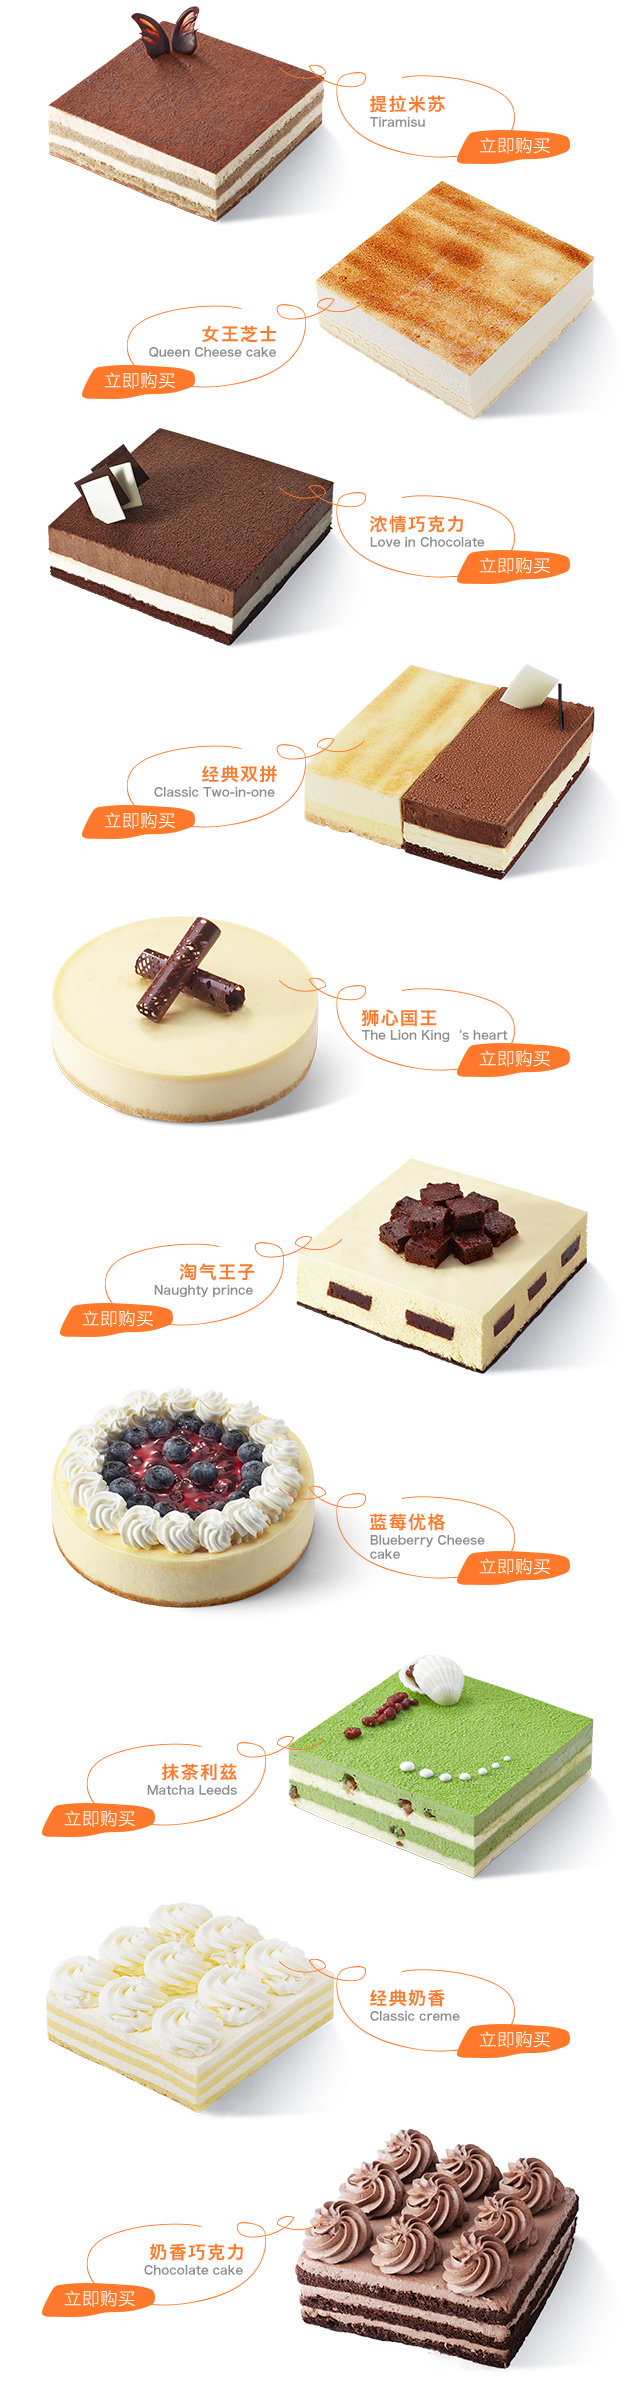 提拉米苏
Tiramisu
立即购买
女王芝士
Queen Cheese cake
立即购买
浓情巧克力
Love in Chocolate
立即购买
经典双拼
Classic Two-in-one
立即购买
狮心国王
The Lion King‘s heart
立即购买
淘气王子
Naughty prince
立即购买
蓝莓优格
Blueberry Cheese
cake
立即购买
抹茶利兹
Matcha Leeds
立即购买
经典奶香
Classic creme
立即购买
奶香巧克力
Chocolate cake
立即购买